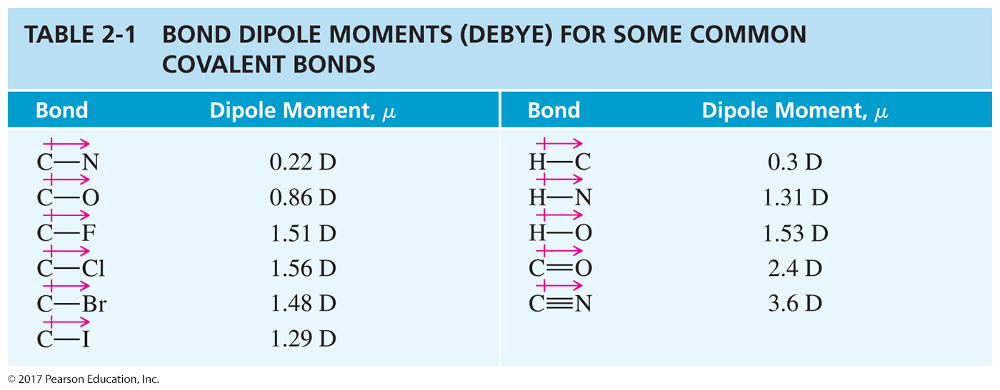 TABLE 2-1 BOND DIPOLE MOMENTS (DEBYE) FOR SOME COMMON
COVALENT BONDS
Bond Dipole Moment, μ Bond Dipole Moment, μ
C—N 0.22 D H—C 0.3 D
C—O 0.86 D H—N 1.31 D
C—F 1.51 D H—O 1.53 D
C—Cl 1.56 D C=O 2.4 D
C—Br 1.48 D C≡N 3.6 D
C—I 1.29 D
© 2017 Pearson Education, Inc.